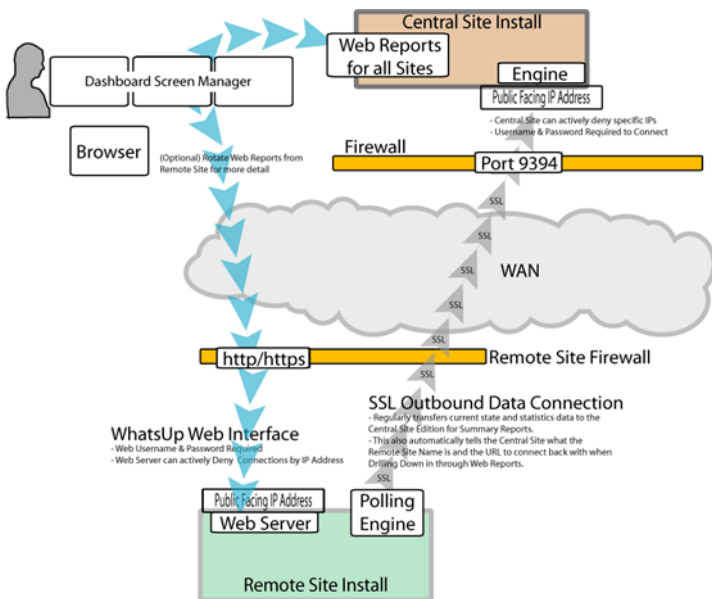 Central Site Install
Web Reports
for all Sites
Engine
Public Facing IP Address
- Central Site can actively deny specific IPs
- Username & Password Required to Connect
Dashboard Screen Manager
Browser
(Optional) Rotate Web Reports from
Remote Site for more detail
Firewall
Port 9394
SSL
SSL
SSL
WAN
SSL
SSL
http/https
Remote Site Firewall
SSL
SSL Outbound Data Connection
- Regularly transfers current state and statistics data to the
Central Site Edition for Summary Reports.
- This also automatically tells the Central Site what the
Remote Site Name is and the URL to connect back with when
Drilling Down in through Web Reports.
WhatsUp Web Interface
- Web Username & Password Required
- Web Server can actively Deny Connections by IP Address
SSL
Public Facing IP Address
Web Server
Polling
Engine
Remote Site Install